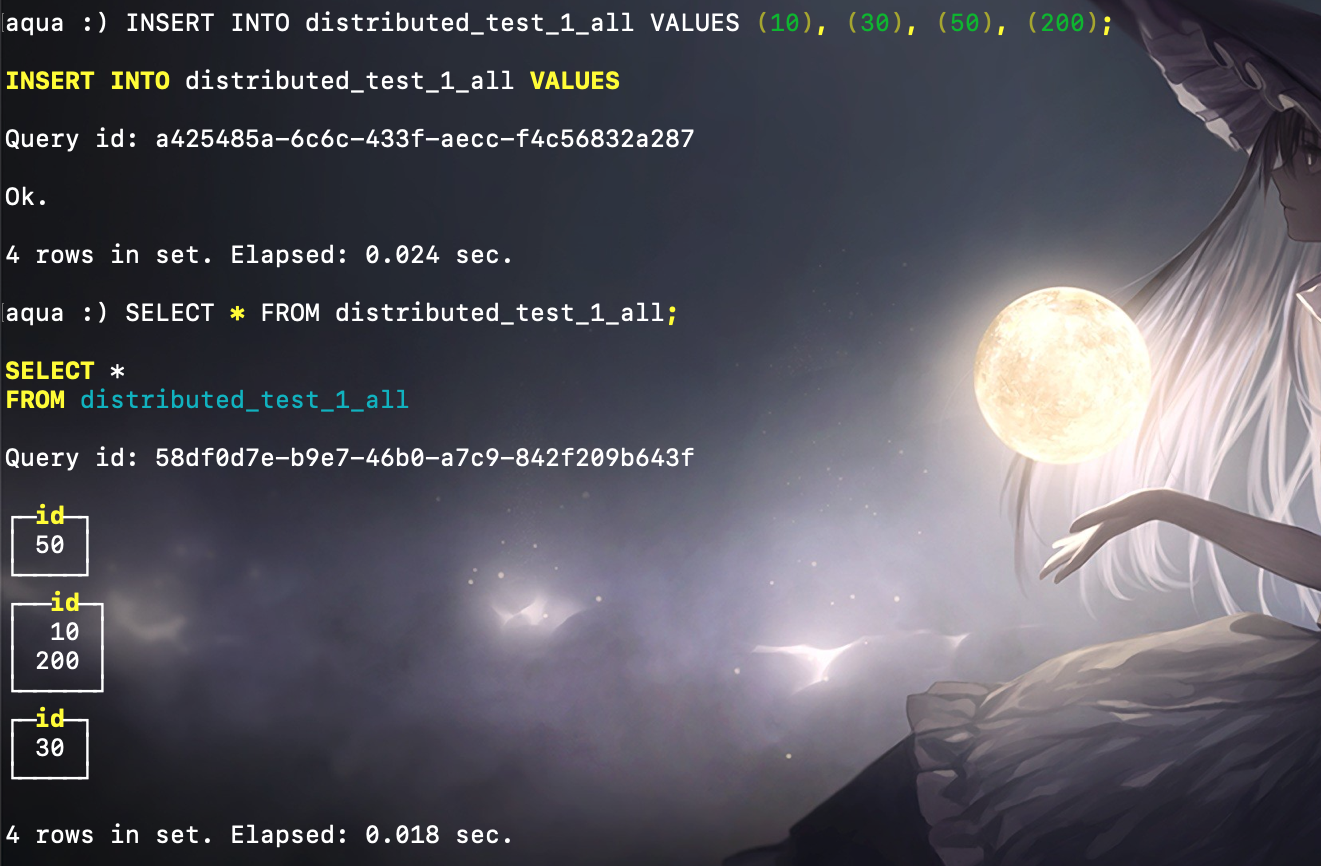 aqua :) INSERT INTO distributed_test_1_all VALUES (10), (30), (50), (200);
INSERT INTO distributed_test_1_all VALUES
Query id: a425485a-6c6c-433f-aecc-f4c56832a287
Ok.
4 rows in set. Elapsed: 0.024 sec.
aqua :) SELECT * FROM distributed_test_1_all;
SELECT *
FROM distributed_test_1_all
Query id: 58df0d7e-b9e7-46b0-a7c9-842f209b643f
id
50
id
10
200
id
30
4 rows in set. Elapsed: 0.018 sec.